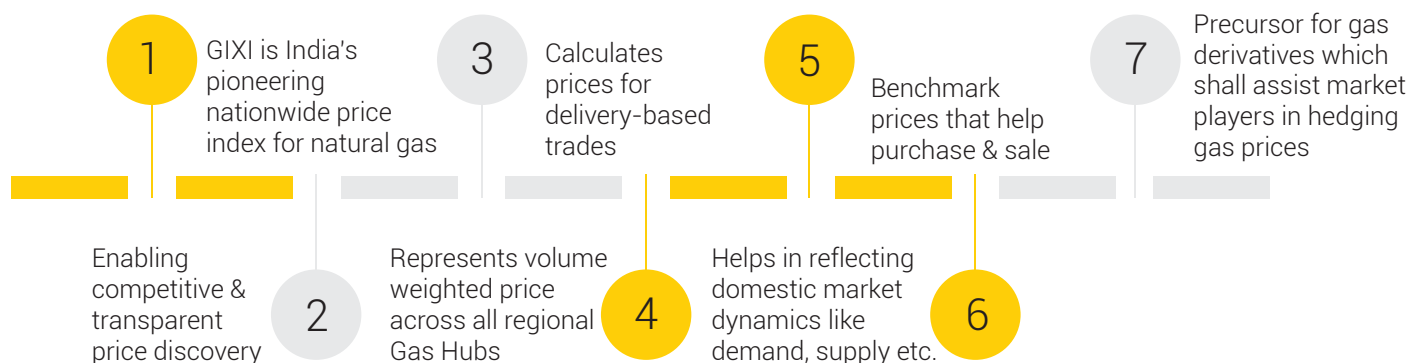 1
GIXI is India's
pioneering
nationwide price
index for natural gas
2
Enabling
competitive &
transparent
price discovery
3
Calculates
prices for
delivery-based
trades
4
Represents volume
weighted price
across all regional
Gas Hubs
5
Benchmark
prices that help
purchase & sale
6
Helps in reflecting
domestic market
dynamics like
demand, supply etc.
7
Precursor for gas
derivatives which
shall assist market
players in hedging
gas prices